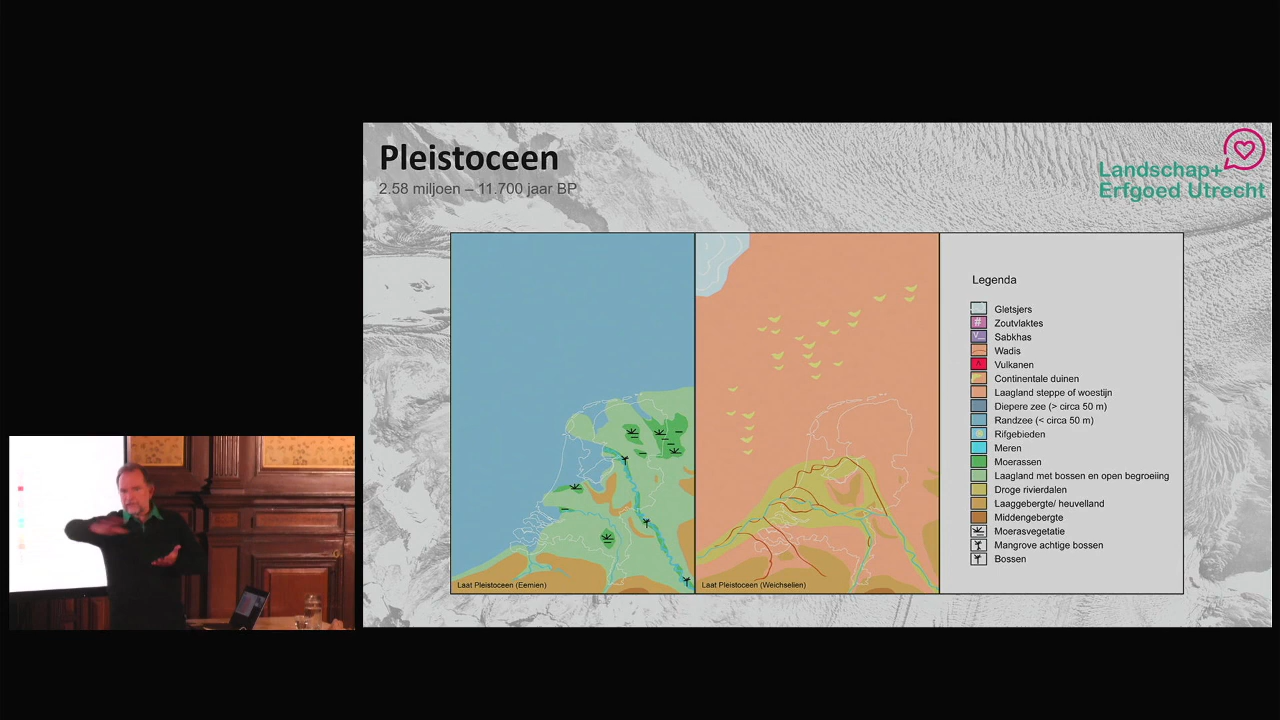 Pleistoceen
2.58 miljoen – 11.700 jaar BP
Landschap+
Erfgoed Utrecht
Laat Pleistoceen (Eemien)
Laat Pleistoceen (Weichselien)
Legenda
Gletsjers
Zoutvlaktes
Sabkhas
Wadis
Vulkanen
Continentale duinen
Laagland steppe of woestijn
Diepere zee (> circa 50 m)
Randzee (< circa 50 m)
Rifgebieden
Meren
Moerassen
Laagland met bossen en open begroeiing
Droge rivierdalen
Laaggebergte/ heuvelland
Middengebergte
Moerasvegetatie
Mangrove achtige bossen
Bossen